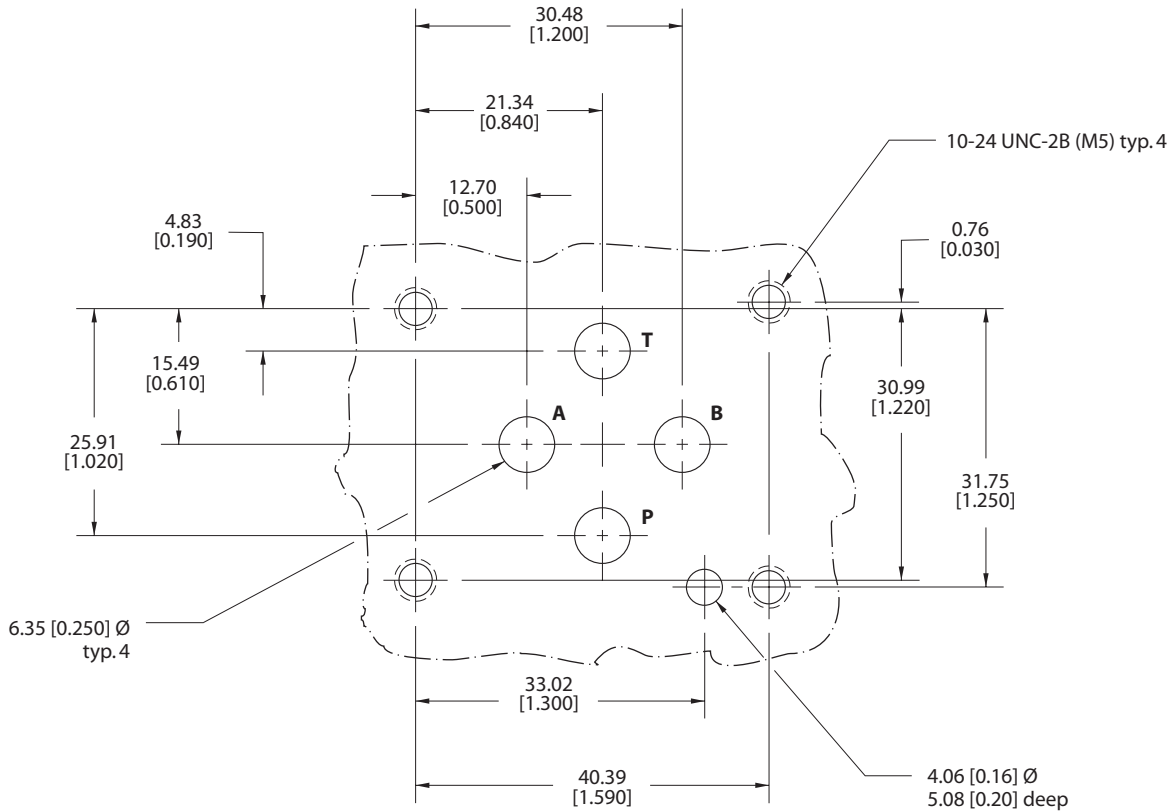 30.48
[1.200]
21.34
[0.840]
10-24 UNC-2B (M5) typ. 4
12.70
[0.500]
4.83
[0.190]
0.76
[0.030]
T
15.49
[0.610]
30.99
[1.220]
A
B
25.91
[1.020]
31.75
[1.250]
P
6.35 [0.250] Ø
typ. 4
33.02
[1.300]
40.39
[1.590]
4.06 [0.16] Ø
5.08 [0.20] deep